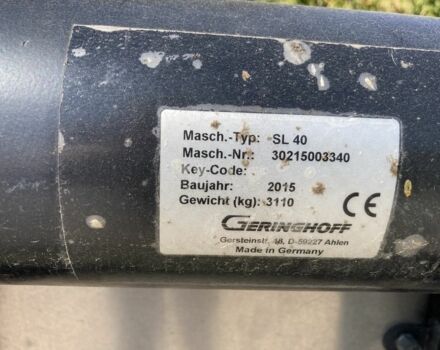 Masch.-Typ: SL 40
Masch.-Nr.: 30215003340
Key-Code: .
Baujahr: 2015
Gewicht (kg): 3110
CE
GERINGHOFF
Gersteinstr. 18, D-59227 Ahlen
Made in Germany